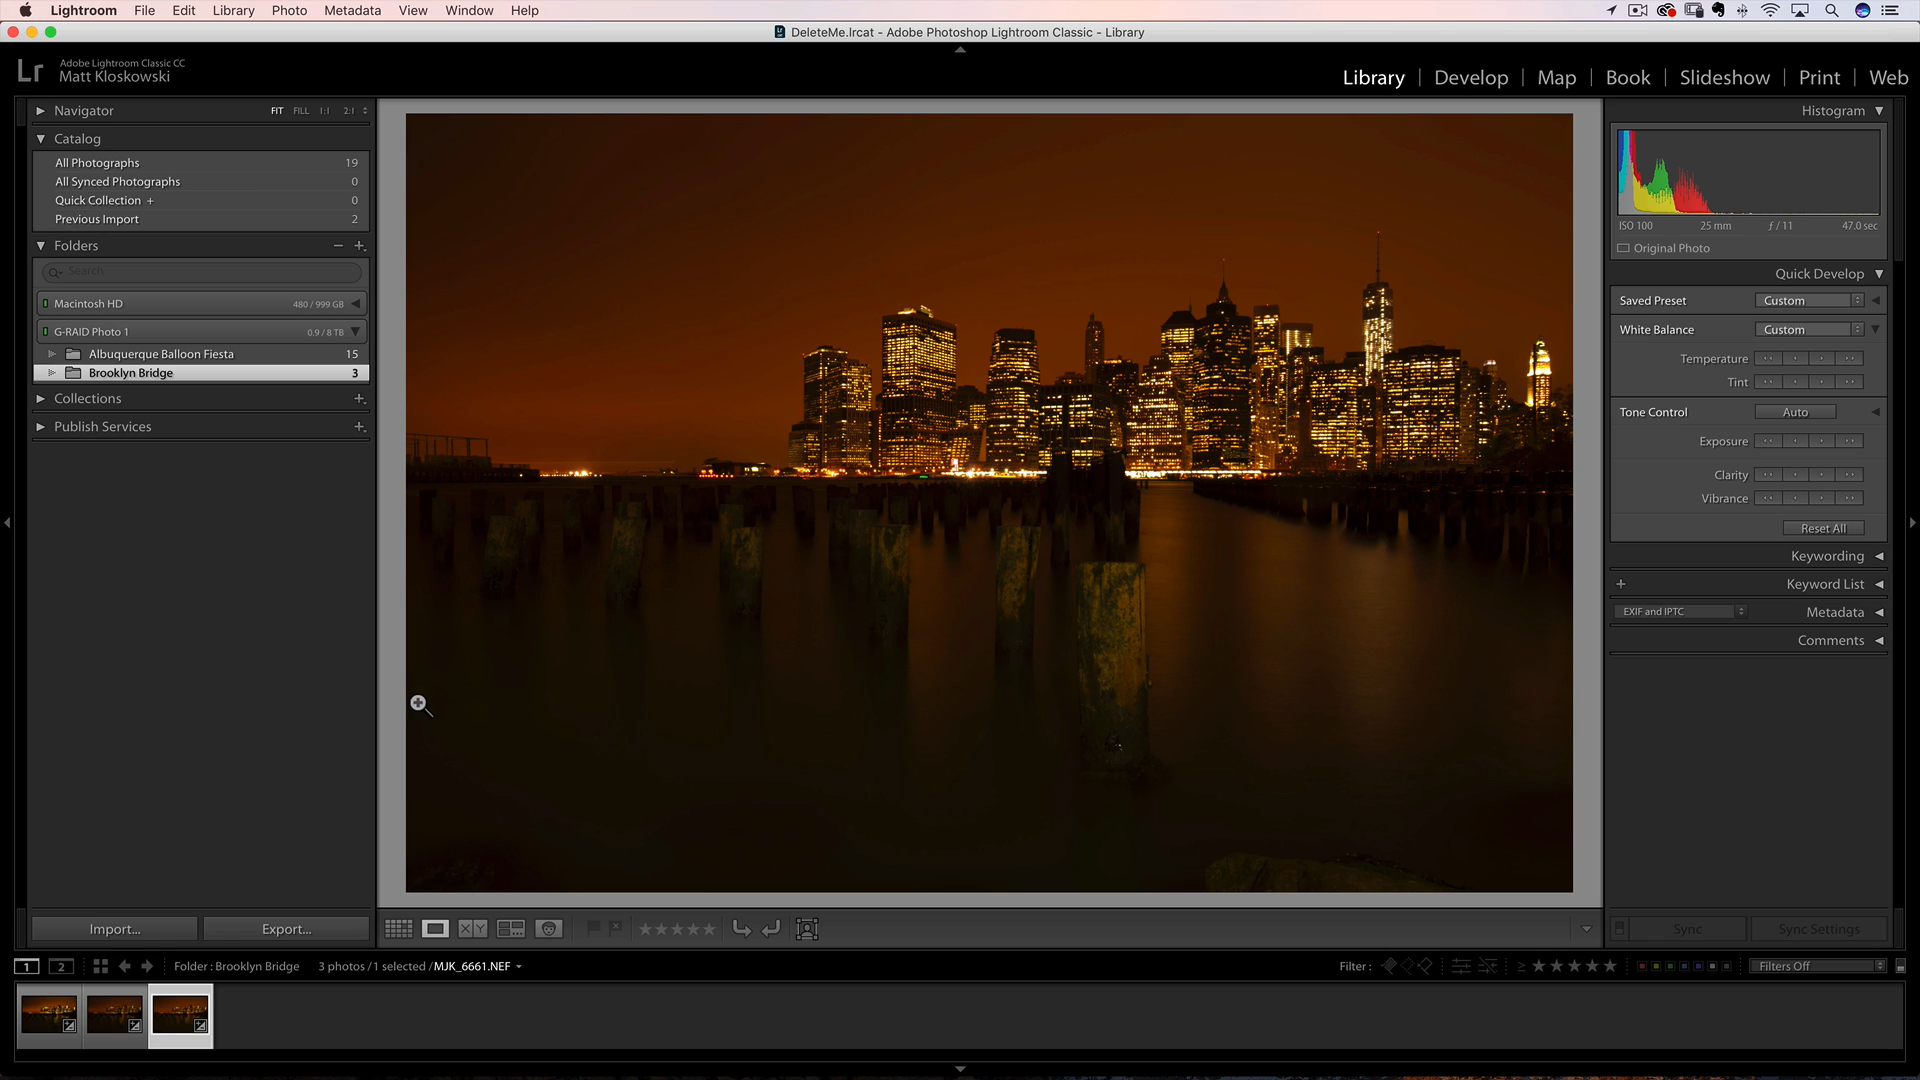 Lightroom File Edit Library Photo Metadata View Window Help
DeleteMe.lrcat - Adobe Photoshop Lightroom Classic - Library
Lr
Adobe Lightroom Classic CC
Matt Kloskowski
Library | Develop | Map | Book | Slideshow | Print | Web
Navigator FIT FILL 1:1 2:1
Catalog
All Photographs 19
All Synced Photographs 0
Quick Collection + 0
Previous Import 2
Folders
Search
Macintosh HD 480 / 999 GB
G-RAID Photo 1 0.9 / 8 TB
Albuquerque Balloon Fiesta 15
Brooklyn Bridge 3
Collections
Publish Services
Import... Export...
Histogram
ISO 100 25 mm ƒ / 11 47.0 sec
Original Photo
Quick Develop
Saved Preset Custom
White Balance Custom
Temperature
Tint
Tone Control Auto
Exposure
Clarity
Vibrance
Reset All
Keywording
Keyword List
EXIF and IPTC Metadata
Comments
X Y
Sync Sync Settings
1 2 Folder : Brooklyn Bridge 3 photos / 1 selected / MJK_6661.NEF
Filter : ≥ Filters Off